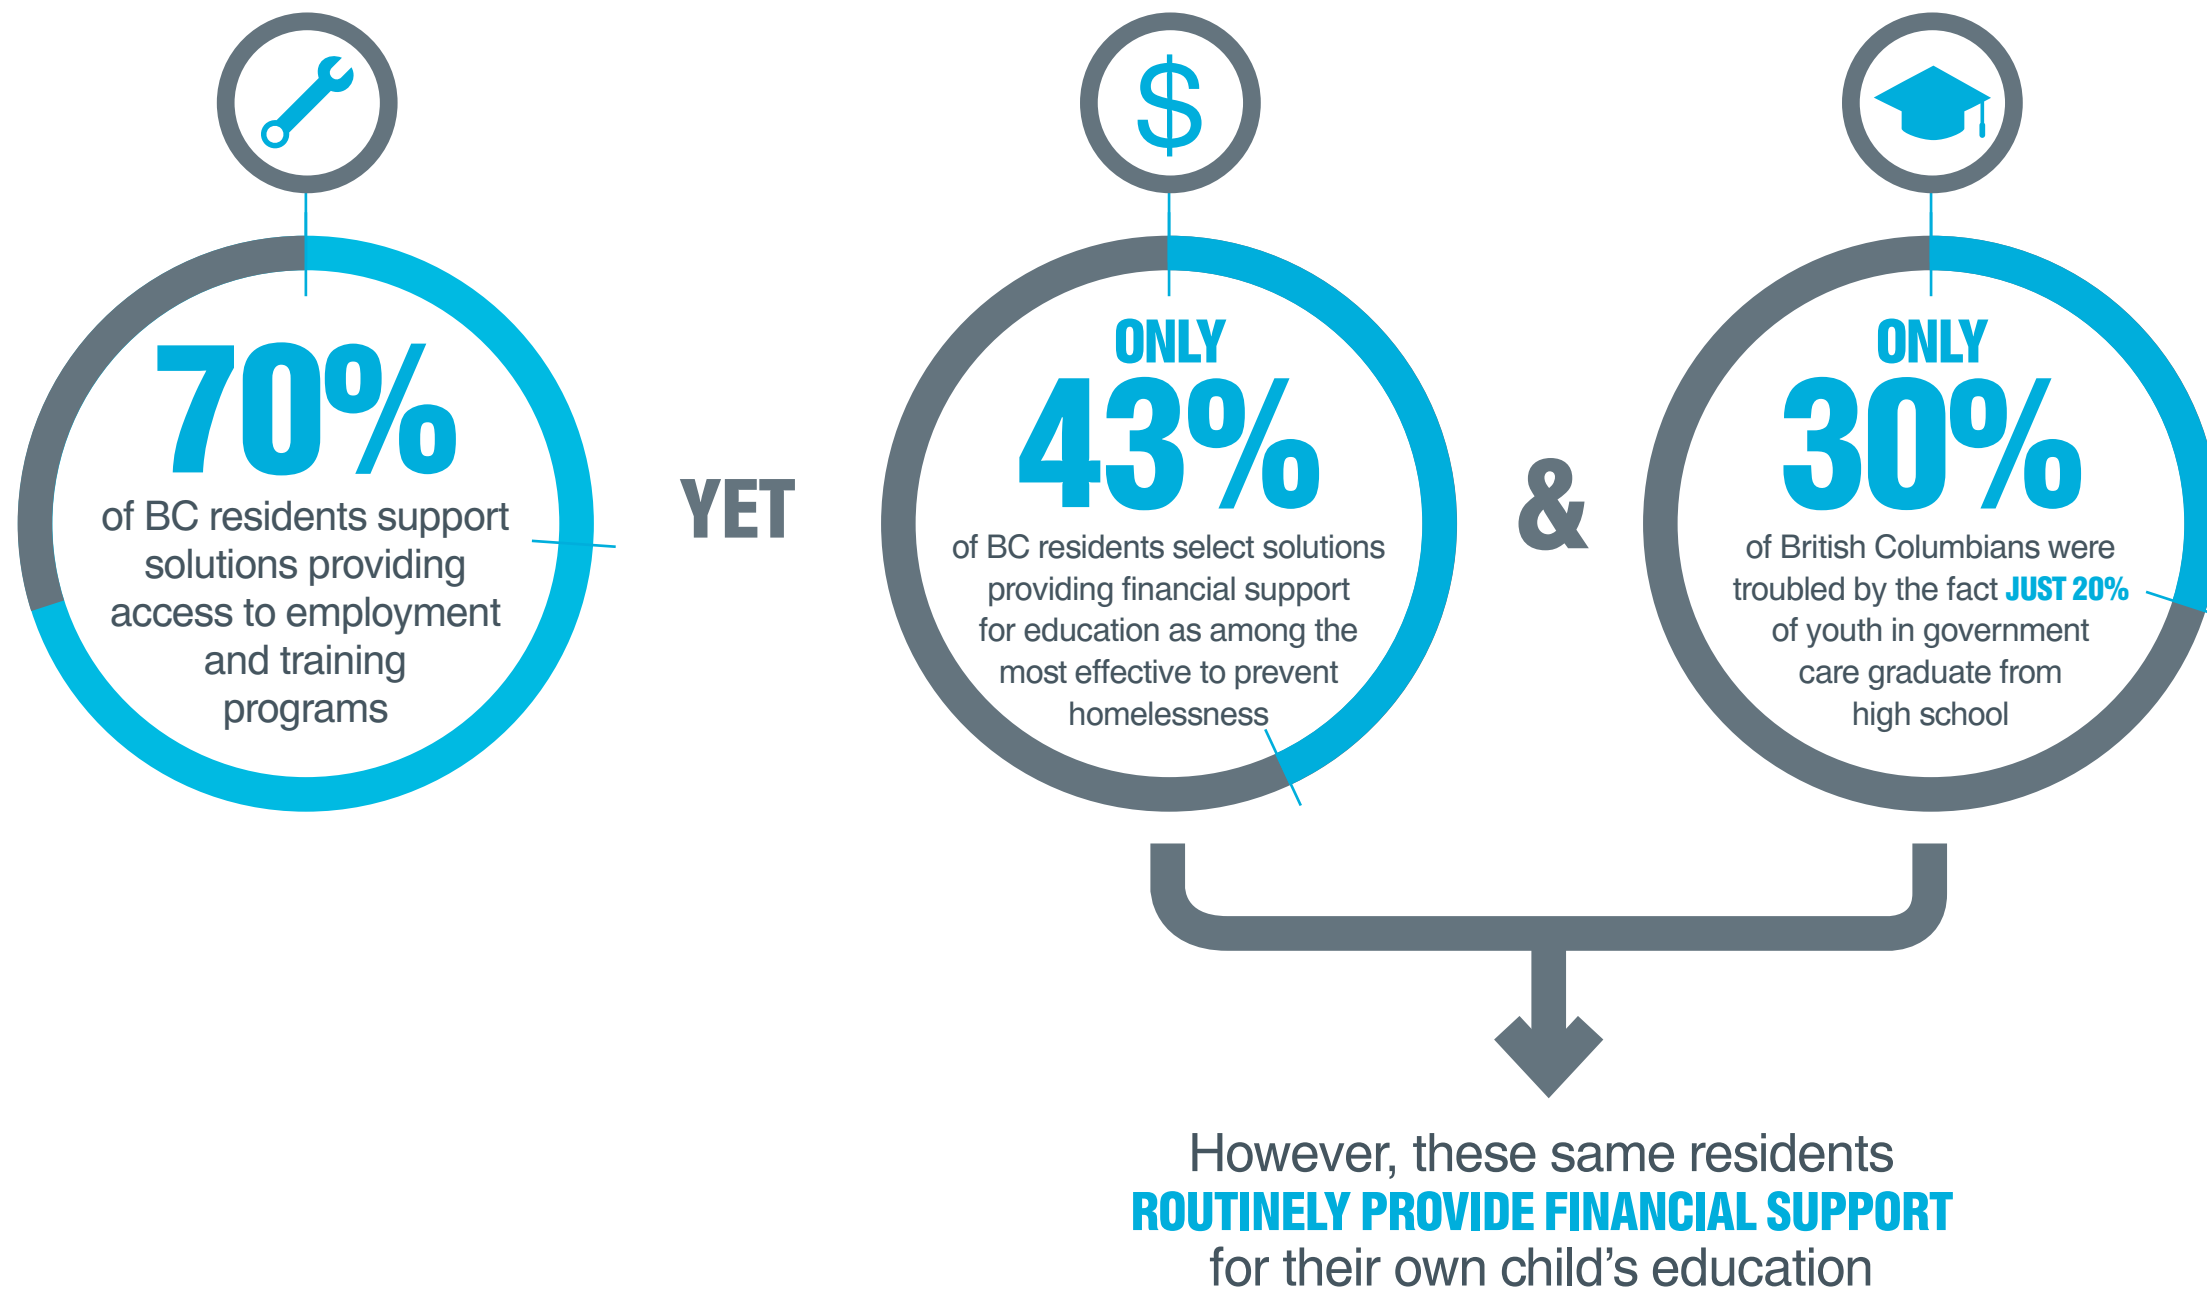 $
70%
of BC residents support
solutions providing
access to employment
and training
programs
YET
ONLY
43%
of BC residents select solutions
providing financial support
for education as among the
most effective to prevent
homelessness
&
ONLY
30%
of British Columbians were
troubled by the fact JUST 20%
of youth in government
care graduate from
high school
However, these same residents
ROUTINELY PROVIDE FINANCIAL SUPPORT
for their own child’s education